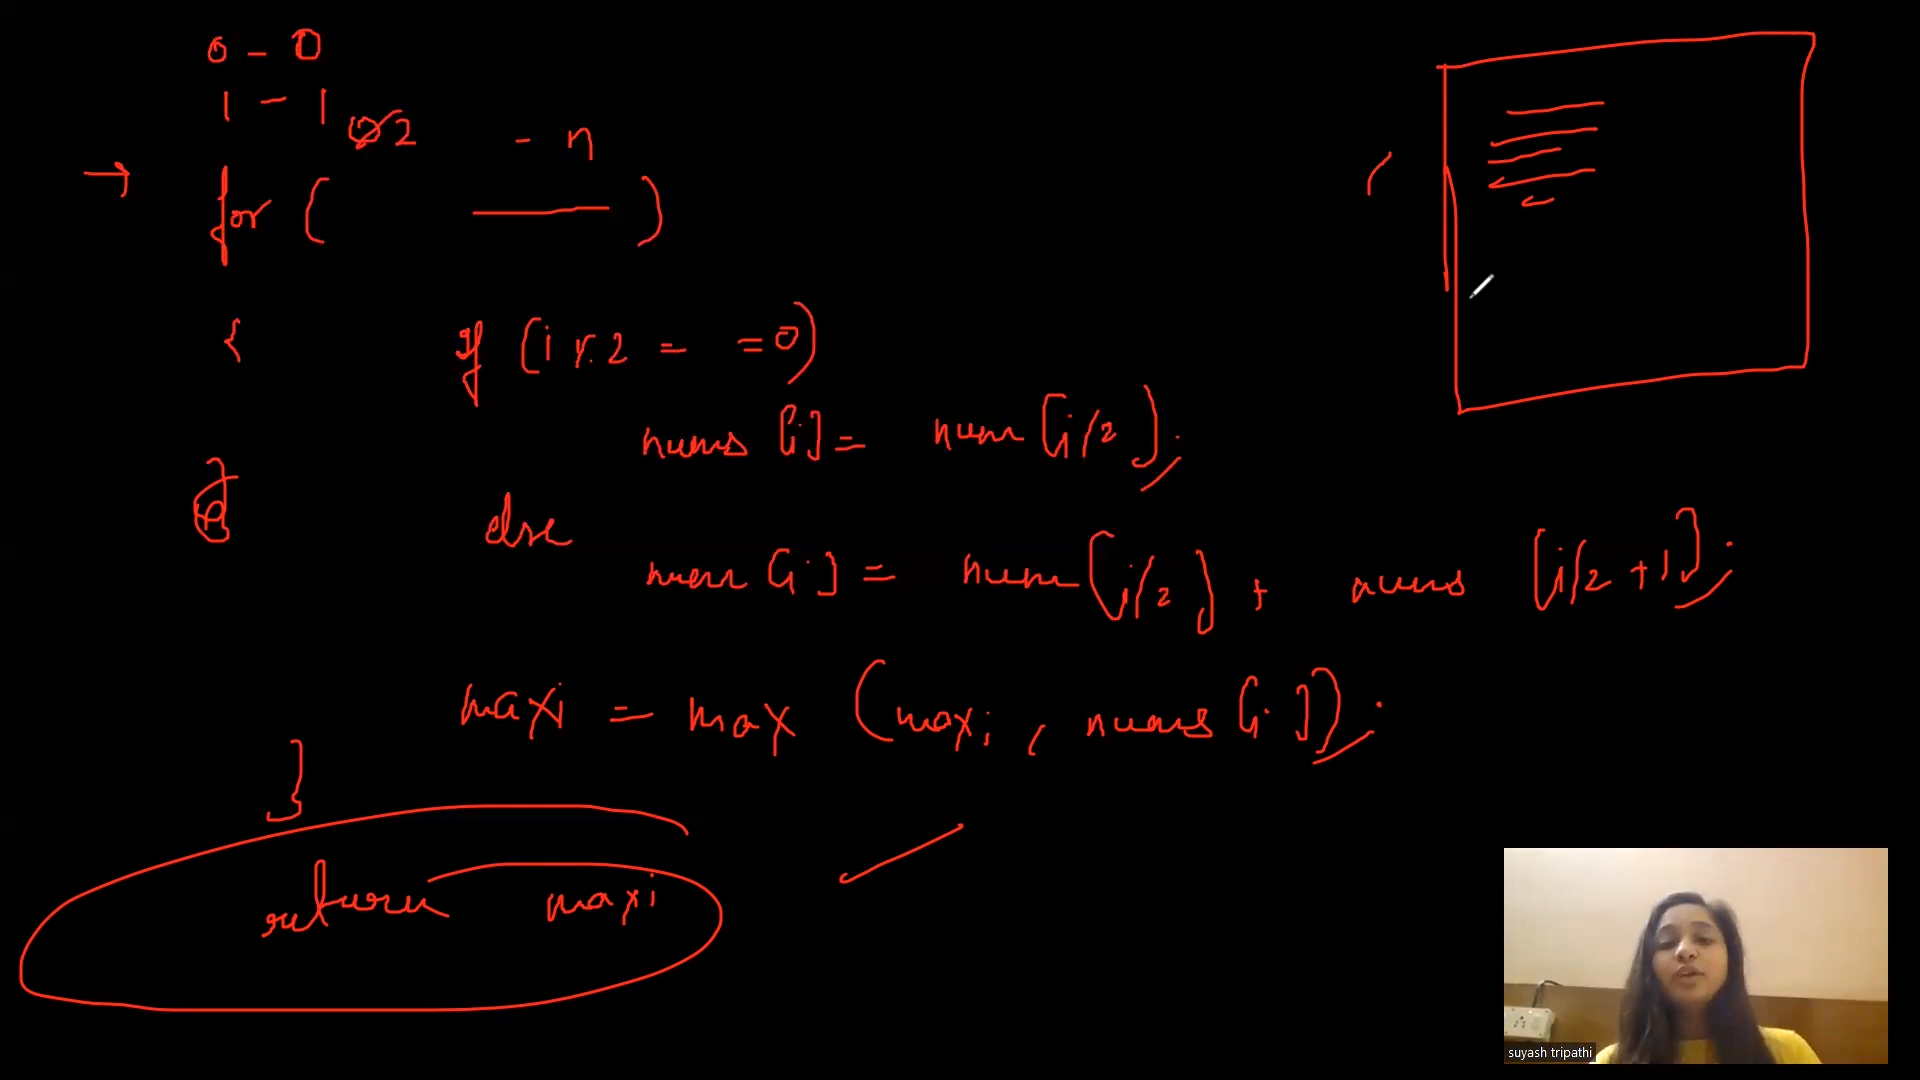 0 - 0
1 - 1
2 - n
for ( )
{
if (i % 2 = = 0)
nums [i] = num [i/2];
else
num [i] = num [i/2] + nums [i/2 + 1];
maxi = max (maxi, nums [i]);
}
return maxi
suyash tripathi